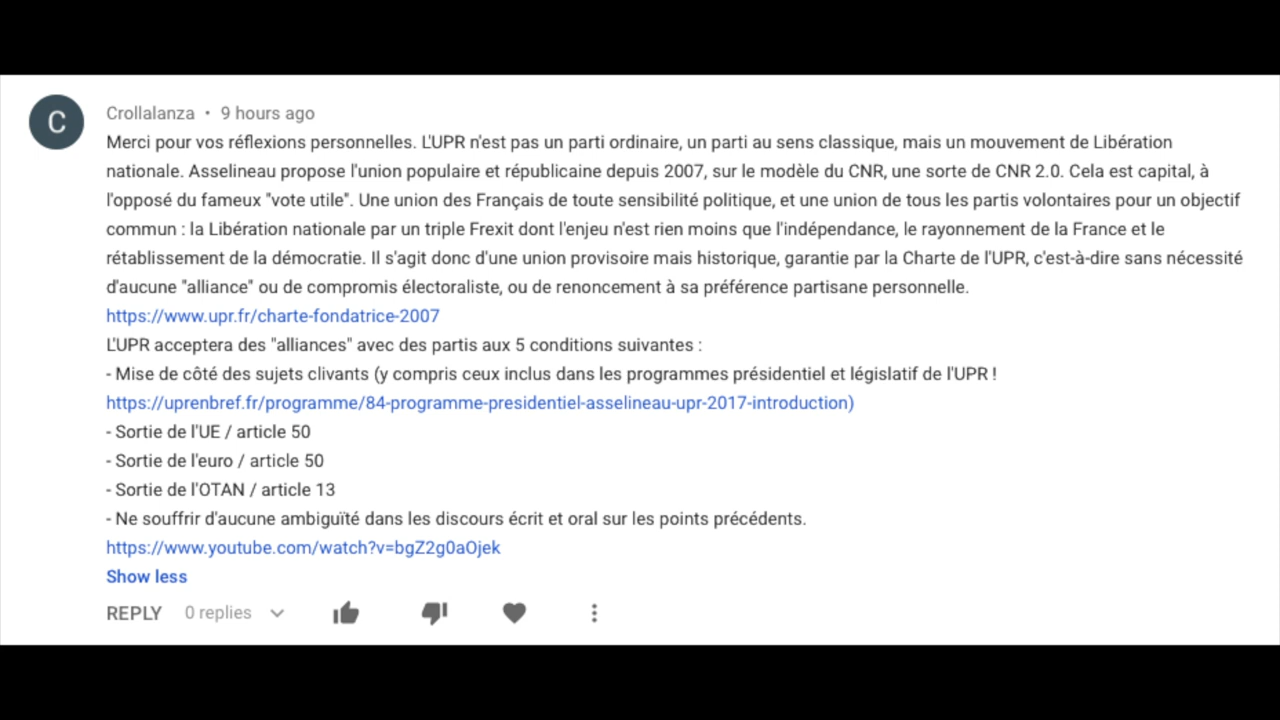 C
Crollalanza • 9 hours ago
Merci pour vos réflexions personnelles. L'UPR n'est pas un parti ordinaire, un parti au sens classique, mais un mouvement de Libération
nationale. Asselineau propose l'union populaire et républicaine depuis 2007, sur le modèle du CNR, une sorte de CNR 2.0. Cela est capital, à
l'opposé du fameux "vote utile". Une union des Français de toute sensibilité politique, et une union de tous les partis volontaires pour un objectif
commun : la Libération nationale par un triple Frexit dont l'enjeu n'est rien moins que l'indépendance, le rayonnement de la France et le
rétablissement de la démocratie. Il s'agit donc d'une union provisoire mais historique, garantie par la Charte de l'UPR, c'est-à-dire sans nécessité
d'aucune "alliance" ou de compromis électoraliste, ou de renoncement à sa préférence partisane personnelle.
https://www.upr.fr/charte-fondatrice-2007
L'UPR acceptera des "alliances" avec des partis aux 5 conditions suivantes :
- Mise de côté des sujets clivants (y compris ceux inclus dans les programmes présidentiel et législatif de l'UPR !
https://uprenbref.fr/programme/84-programme-presidentiel-asselineau-upr-2017-introduction)
- Sortie de l'UE / article 50
- Sortie de l'euro / article 50
- Sortie de l'OTAN / article 13
- Ne souffrir d'aucune ambiguïté dans les discours écrit et oral sur les points précédents.
https://www.youtube.com/watch?v=bgZ2g0aOjek
Show less
REPLY 0 replies